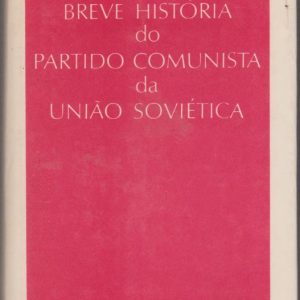 BREVE HISTÓRIA
do
PARTIDO COMUNISTA
da
UNIÃO SOVIÉTICA